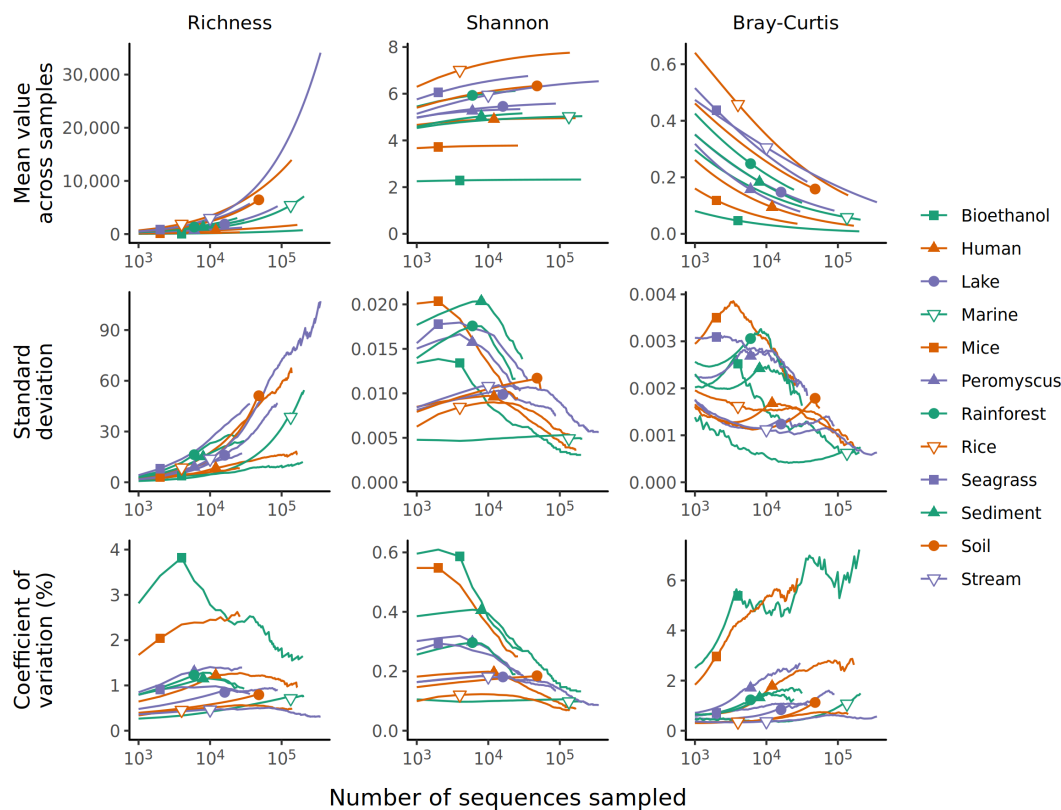 Richness Shannon Bray-Curtis
Mean value
across samples
30,000
20,000
10,000
0
10³ 10⁴ 10⁵
8
6
4
2
0
10³ 10⁴ 10⁵
0.6
0.4
0.2
0.0
10³ 10⁴ 10⁵
Standard
deviation
90
60
30
0
10³ 10⁴ 10⁵
0.020
0.015
0.010
0.005
0.000
10³ 10⁴ 10⁵
0.004
0.003
0.002
0.001
0.000
10³ 10⁴ 10⁵
Coefficient of
variation (%)
4
3
2
1
0
10³ 10⁴ 10⁵
0.6
0.4
0.2
0.0
10³ 10⁴ 10⁵
6
4
2
0
10³ 10⁴ 10⁵
Number of sequences sampled
Bioethanol
Human
Lake
Marine
Mice
Peromyscus
Rainforest
Rice
Seagrass
Sediment
Soil
Stream